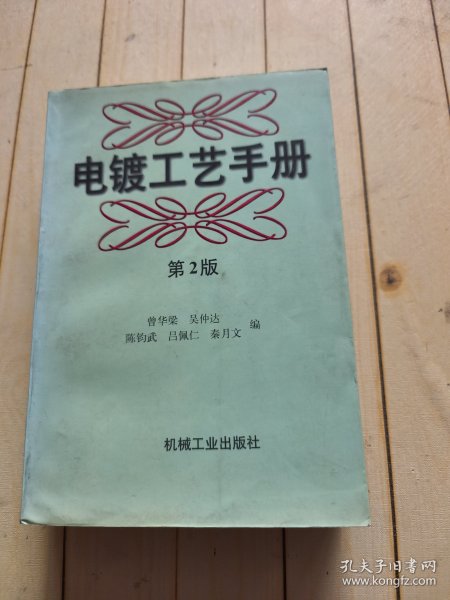 电镀工艺手册
第2版
曾华梁 吴仲达
陈钧武 吕佩仁 秦月文 编
机械工业出版社
孔夫子旧书网
www.kongfz.com